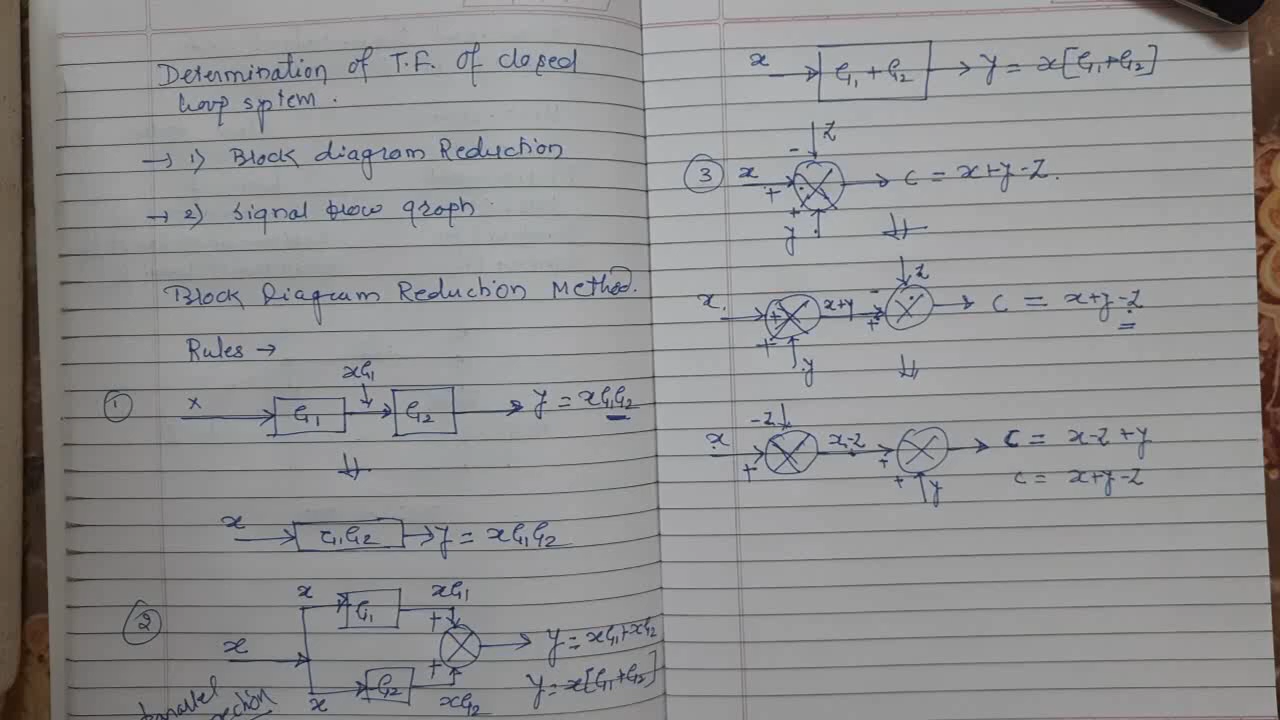 Determination of T.F. of closed
loop system.
→ 1) Block diagram Reduction
→ 2) Signal flow graph
Block Diagram Reduction Method.
Rules →
xG1
① x G1 G2 y = xG1G2
x G1G2 y = xG1G2
x G1 xG1
② x + + y = xG1+xG2
x G2 xG2 y = x[G1+G2]
Parallel
x G1 + G2 y = x[G1+G2]
- z
③ x + + c = x+y-z.
y
- z
x + x+y + c = x+y-z
+ y
-z
x + x-z + c = x-z+y
+ y c = x+y-z